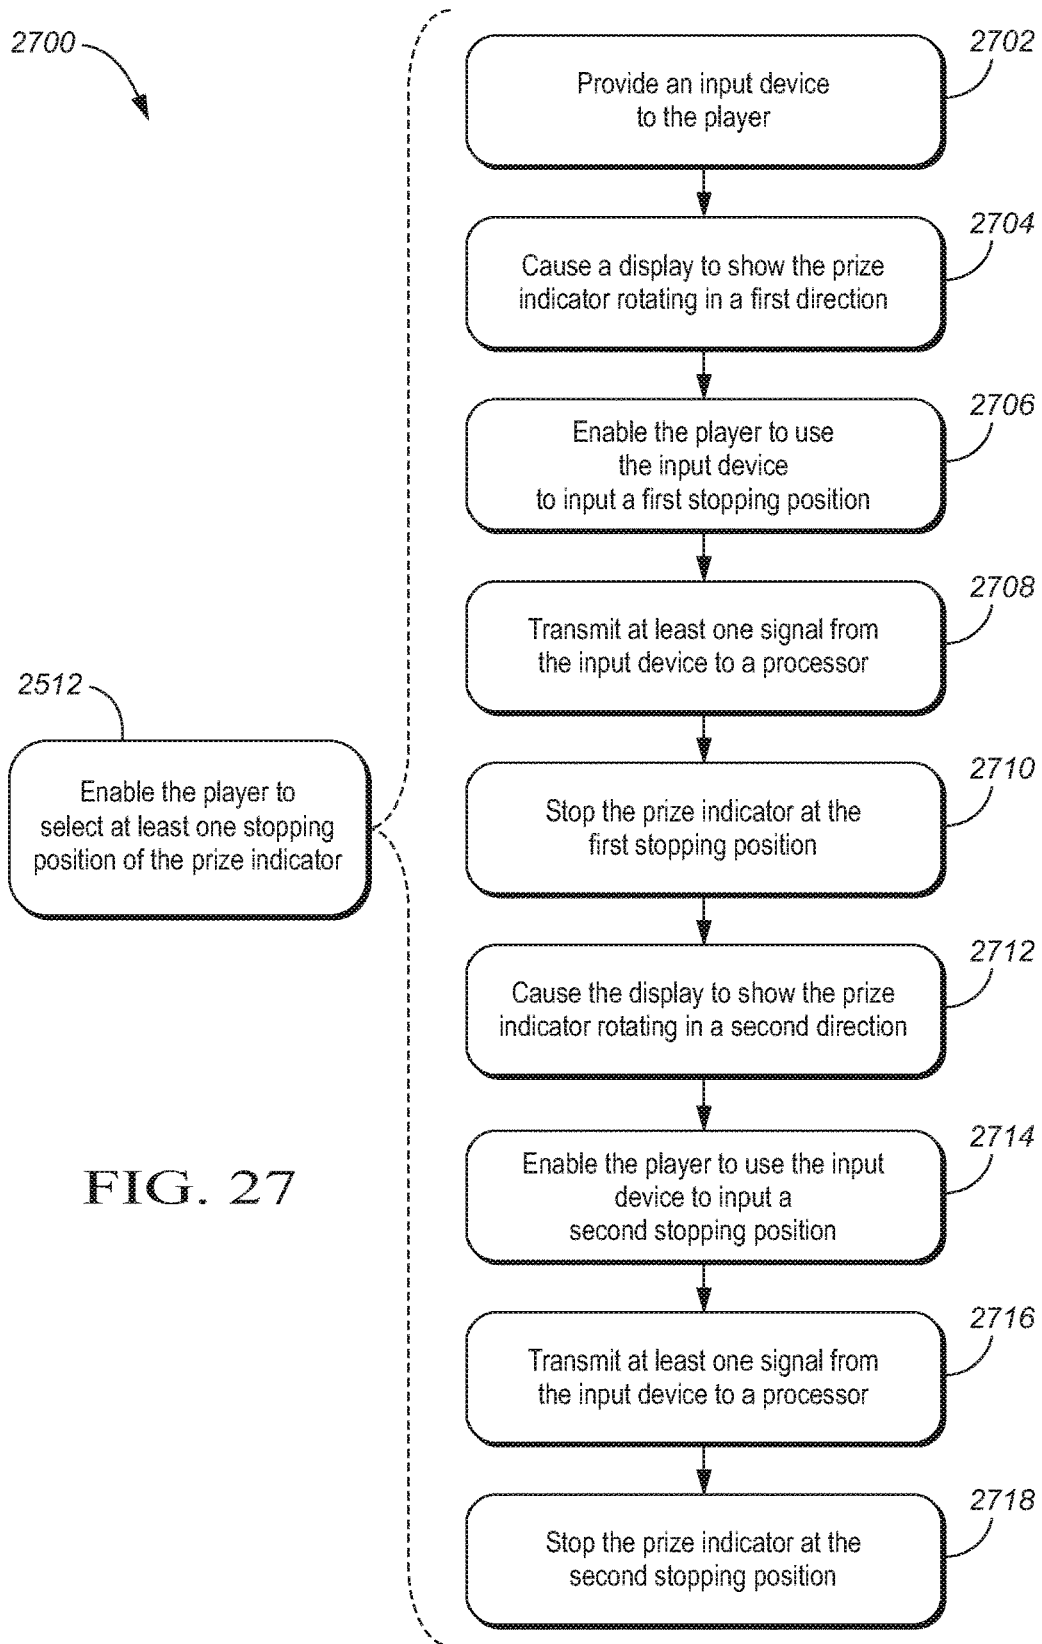 2700
2702
Provide an input device
to the player
2704
Cause a display to show the prize
indicator rotating in a first direction
2706
Enable the player to use
the input device
to input a first stopping position
2708
Transmit at least one signal from
the input device to a processor
2512
Enable the player to
select at least one stopping
position of the prize indicator
2710
Stop the prize indicator at the
first stopping position
2712
Cause the display to show the prize
indicator rotating in a second direction
2714
Enable the player to use the input
device to input a
second stopping position
FIG. 27
2716
Transmit at least one signal from
the input device to a processor
2718
Stop the prize indicator at the
second stopping position